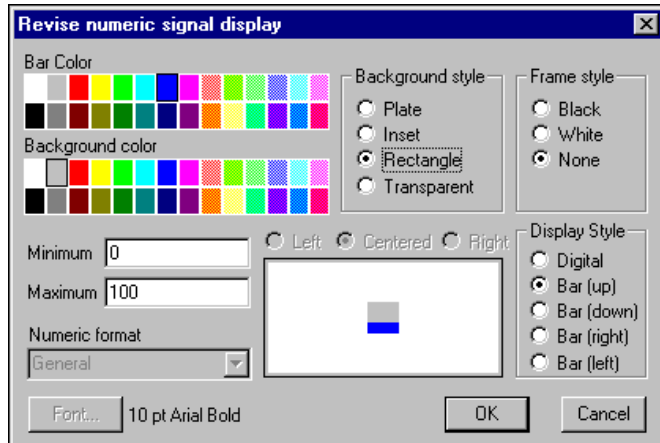 Revise numeric signal display
Bar Color
Background color
Background style
Plate
Inset
Rectangle
Transparent
Frame style
Black
White
None
Minimum 0
Maximum 100
Numeric format
General
Left Centered Right
Display Style
Digital
Bar (up)
Bar (down)
Bar (right)
Bar (left)
Font... 10 pt Arial Bold
OK Cancel